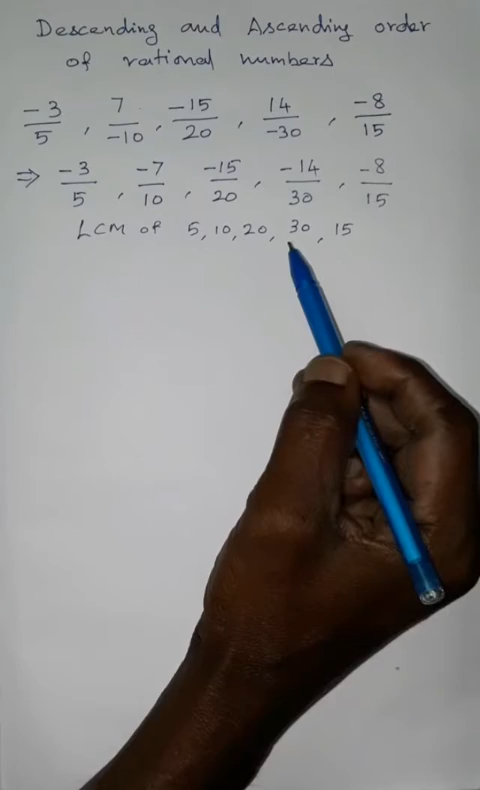 Descending and Ascending order
of rational numbers
-3/5 , 7/-10 , -15/20 , 14/-30 , -8/15
⇒ -3/5 , -7/10 , -15/20 , -14/30 , -8/15
LCM of 5, 10, 20, 30, 15